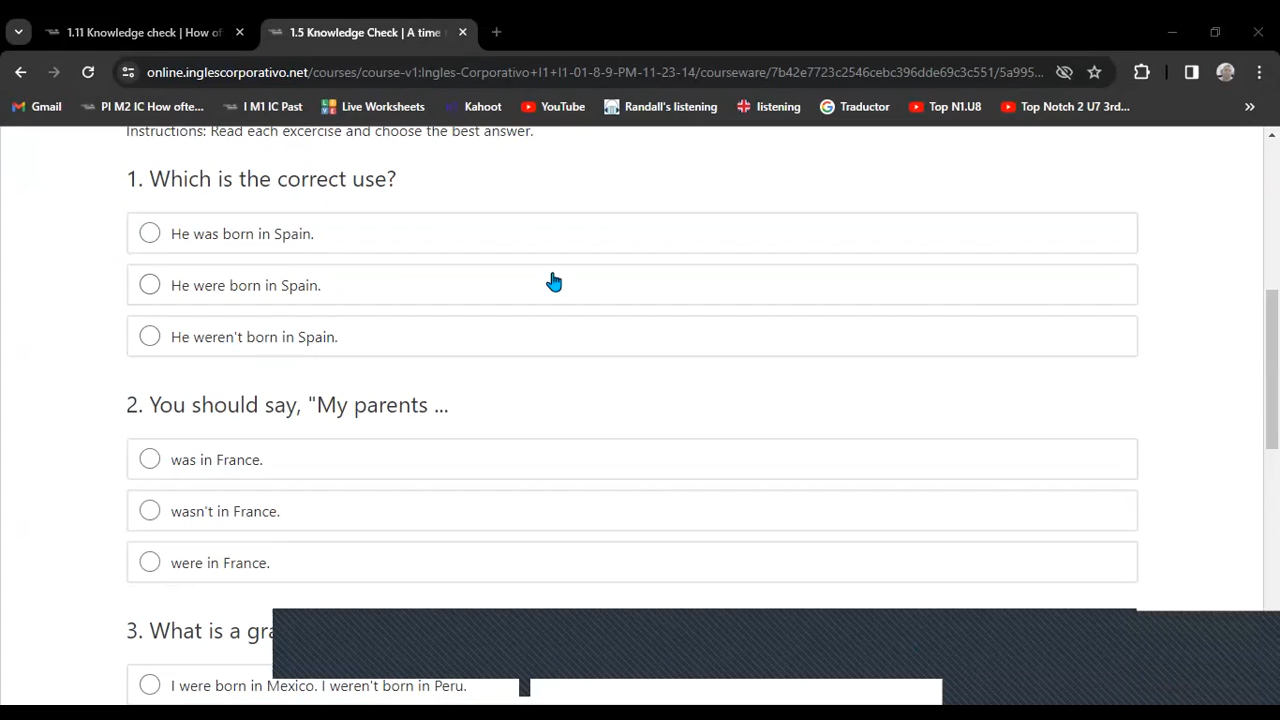 1.11 Knowledge check | How of
1.5 Knowledge Check | A time
online.inglescorporativo.net/courses/course-v1:Ingles-Corporativo+I1+I1-01-8-9-PM-11-23-14/courseware/7b42e7723c2546cebc396dde69c3c551/5a995...
Gmail PI M2 IC How ofte... I M1 IC Past Live Worksheets Kahoot YouTube Randall's listening listening Traductor Top N1.U8 Top Notch 2 U7 3rd...
Instructions: Read each excercise and choose the best answer.
1. Which is the correct use?
He was born in Spain.
He were born in Spain.
He weren't born in Spain.
2. You should say, "My parents ...
was in France.
wasn't in France.
were in France.
3. What is a gra
I were born in Mexico. I weren't born in Peru.